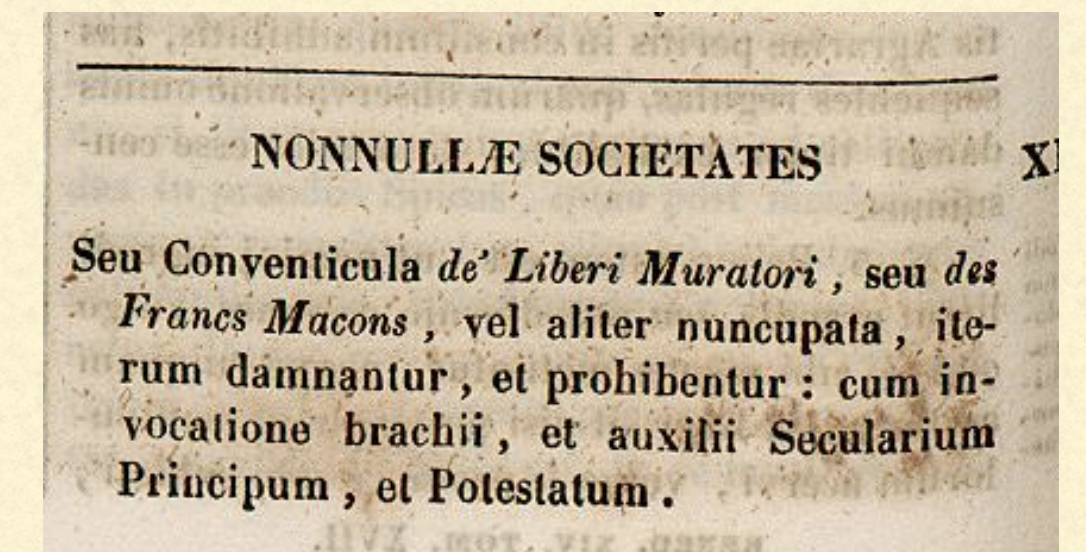 NONNULLÆ SOCIETATES
Seu Conventicula de' Liberi Muratori, seu des
Francs Macons, vel aliter nuncupata, ite-
rum damnantur, et prohibentur: cum in-
vocatione brachii, et auxilii Secularium
Principum, et Potestatum.